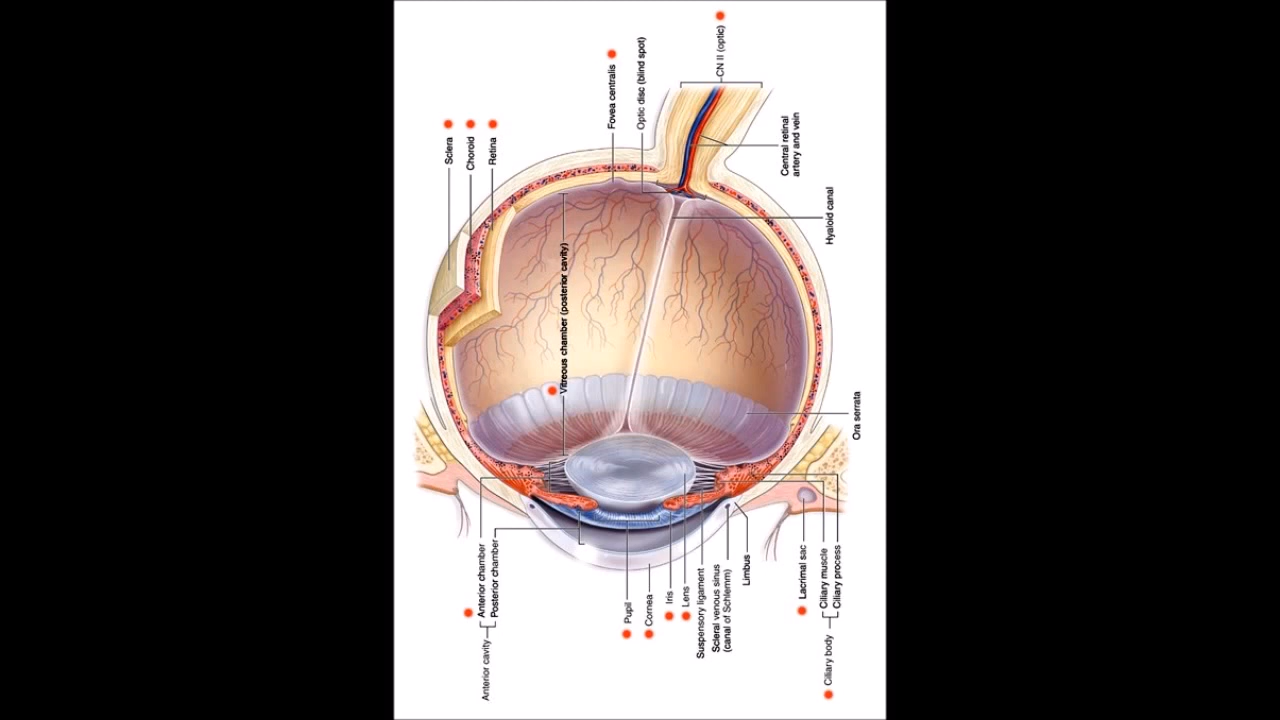 Sclera
Choroid
Retina
Fovea centralis
Optic disc (blind spot)
CN II (optic)
Central retinal
artery and vein
Hyaloid canal
Vitreous chamber (posterior cavity)
Ora serrata
Anterior cavity
Anterior chamber
Posterior chamber
Pupil
Cornea
Iris
Lens
Suspensory ligament
Scleral venous sinus
(canal of Schlemm)
Limbus
Lacrimal sac
Ciliary body
Ciliary muscle
Ciliary process